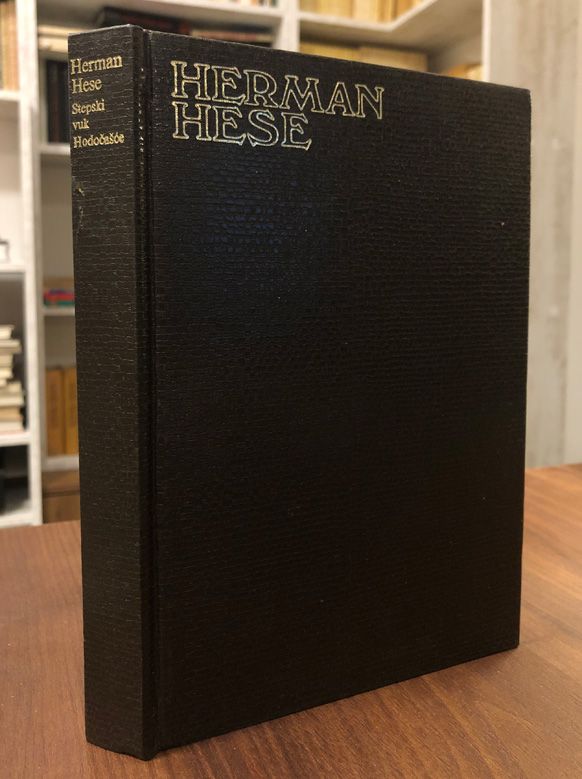 Herman
Hese
Stepski
vuk
Hodočašće
HERMAN
HESE